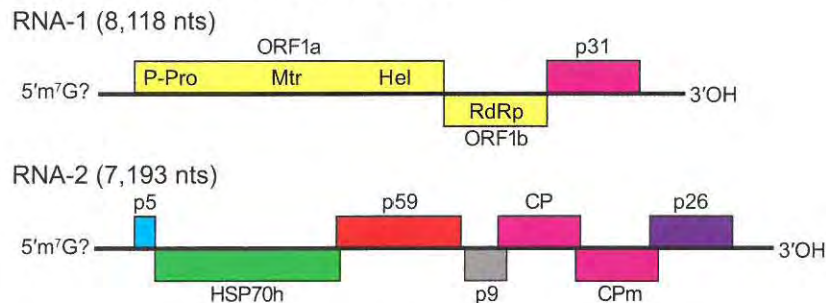 RNA-1 (8,118 nts)
ORF1a p31
P-Pro Mtr Hel
5′m⁷G? 3′OH
RdRp
ORF1b
RNA-2 (7,193 nts)
p5 p59 CP p26
5′m⁷G? 3′OH
HSP70h p9 CPm